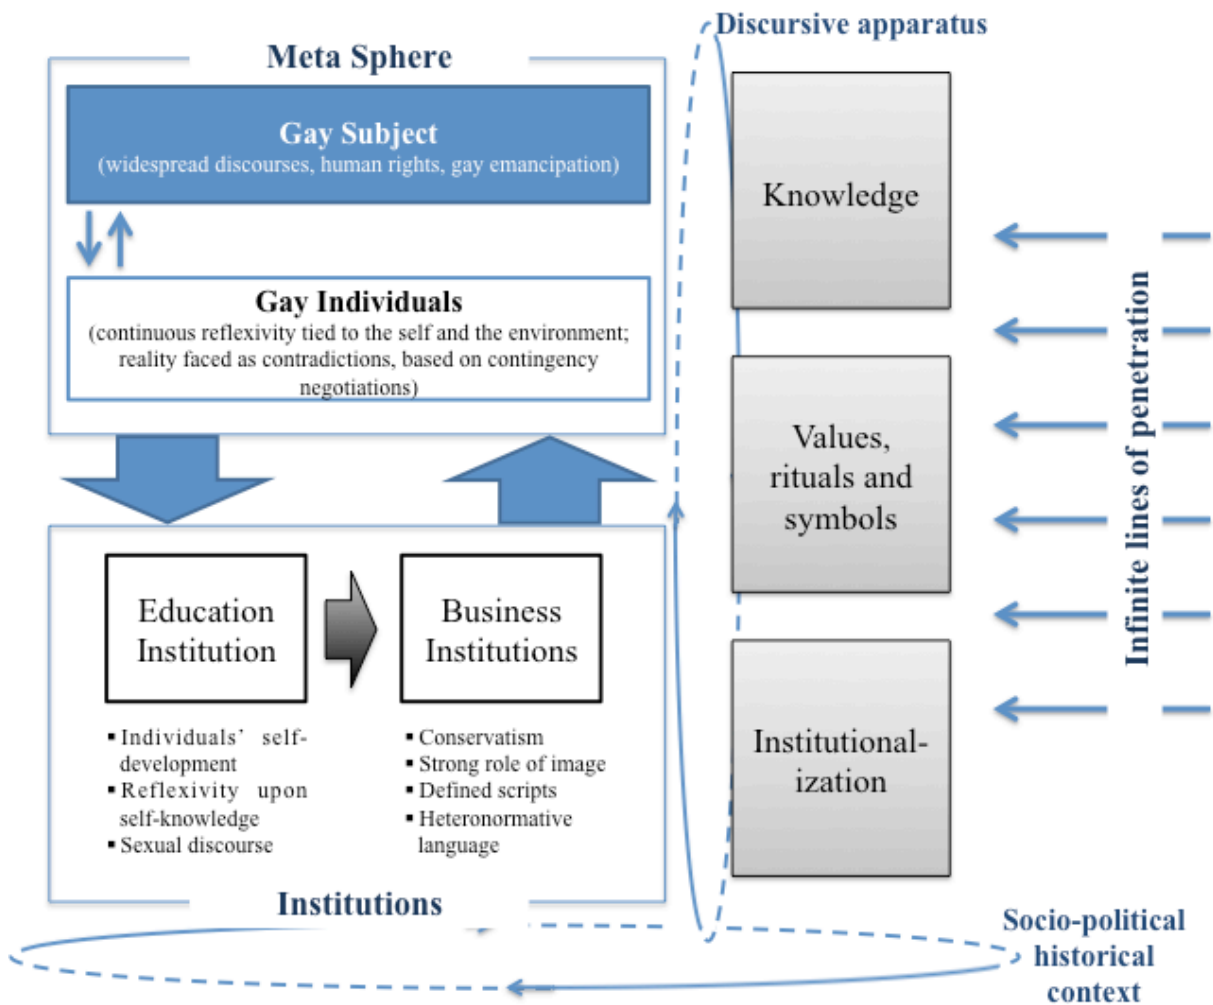 Discursive apparatus
Meta Sphere
Gay Subject
(widespread discourses, human rights, gay emancipation)
Gay Individuals
(continuous reflexivity tied to the self and the environment;
reality faced as contradictions, based on contingency
negotiations)
Education
Institution
▪ Individuals’ self-
development
▪ Reflexivity upon
self-knowledge
▪ Sexual discourse
Business
Institutions
▪ Conservatism
▪ Strong role of image
▪ Defined scripts
▪ Heteronormative
language
Institutions
Knowledge
Values,
rituals and
symbols
Institutional-
ization
Infinite lines of penetration
Socio-political
historical
context